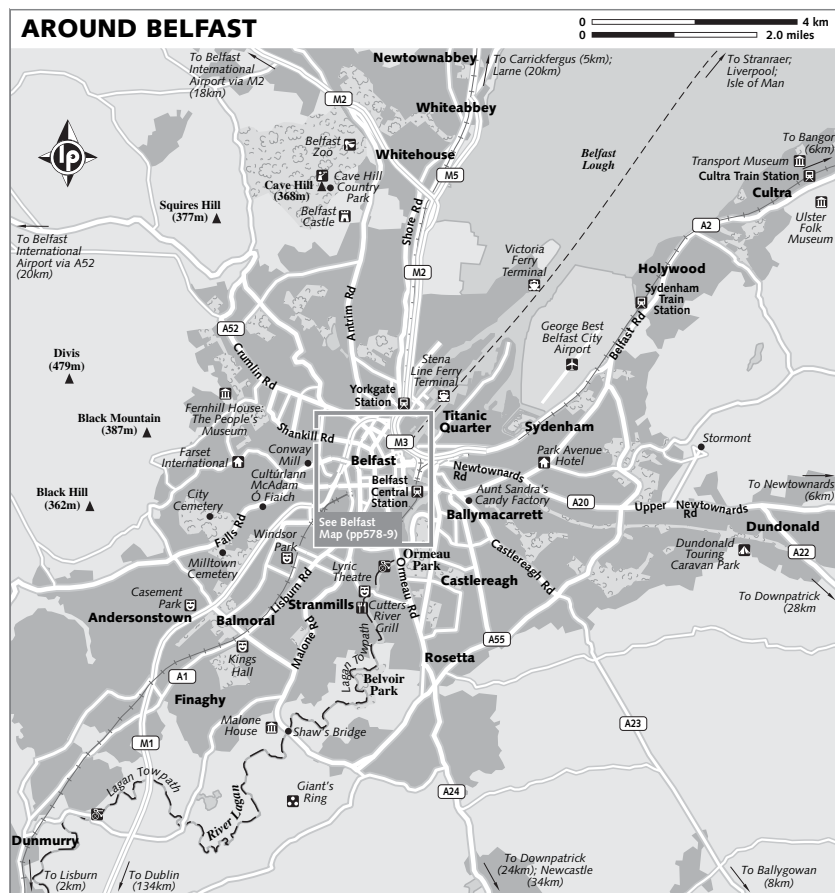 AROUND BELFAST
0 4 km
0 2.0 miles
To Belfast
International
Airport via M2
(18km)
Newtownabbey
To Carrickfergus (5km);
Larne (20km)
To Stranraer;
Liverpool;
Isle of Man
M2
Whiteabbey
lp
Belfast
Zoo
Whitehouse
Belfast
Lough
To Bangor
(6km)
Transport Museum
Cultra Train Station
Cultra
Cave Hill
(368m)
Cave Hill
Country
Park
M5
Squires Hill
(377m)
Belfast
Castle
Shore Rd
Ulster
Folk
Museum
A2
To Belfast
International
Airport via A52
(20km)
Victoria
Ferry
Terminal
M2
Holywood
Sydenham
Train
Station
Antrim Rd
A52
George Best
Belfast City
Airport
Belfast Rd
Divis
(479m)
Crumlin Rd
Stena
Line Ferry
Terminal
Yorkgate
Station
Fernhill House:
The People's
Museum
Titanic
Quarter
Black Mountain
(387m)
Shankill Rd
Sydenham
M3
Stormont
Farset
International
Conway
Mill
Belfast
Park Avenue
Hotel
Newtownards
Rd
Cultúrlann
McAdam
Ó Fiaich
Belfast
Central
Station
Aunt Sandra's
Candy Factory
To Newtownards
(6km)
Black Hill
(362m)
City
Cemetery
A20
Upper Newtownards
Rd
Ballymacarrett
Dundonald
Falls Rd
See Belfast
Map (pp578-9)
Windsor
Park
A22
Milltown
Cemetery
Ormeau
Park
Castlereagh Rd
Dundonald
Touring
Caravan Park
Lyric
Theatre
Castlereagh
Casement
Park
Lisburn Rd
Ormeau Rd
To Downpatrick
(28km
Stranmills
Cutters
River
Grill
Andersonstown
Balmoral
Malone Rd
A55
Kings
Hall
Lagan Towpath
Rosetta
A1
Belvoir
Park
Finaghy
Malone
House
Shaw's Bridge
A23
M1
Lagan Towpath
Giant's
Ring
A24
River Lagan
Dunmurry
To Lisburn
(2km)
To Dublin
(134km)
To Downpatrick
(24km); Newcastle
(34km)
To Ballygowan
(8km)